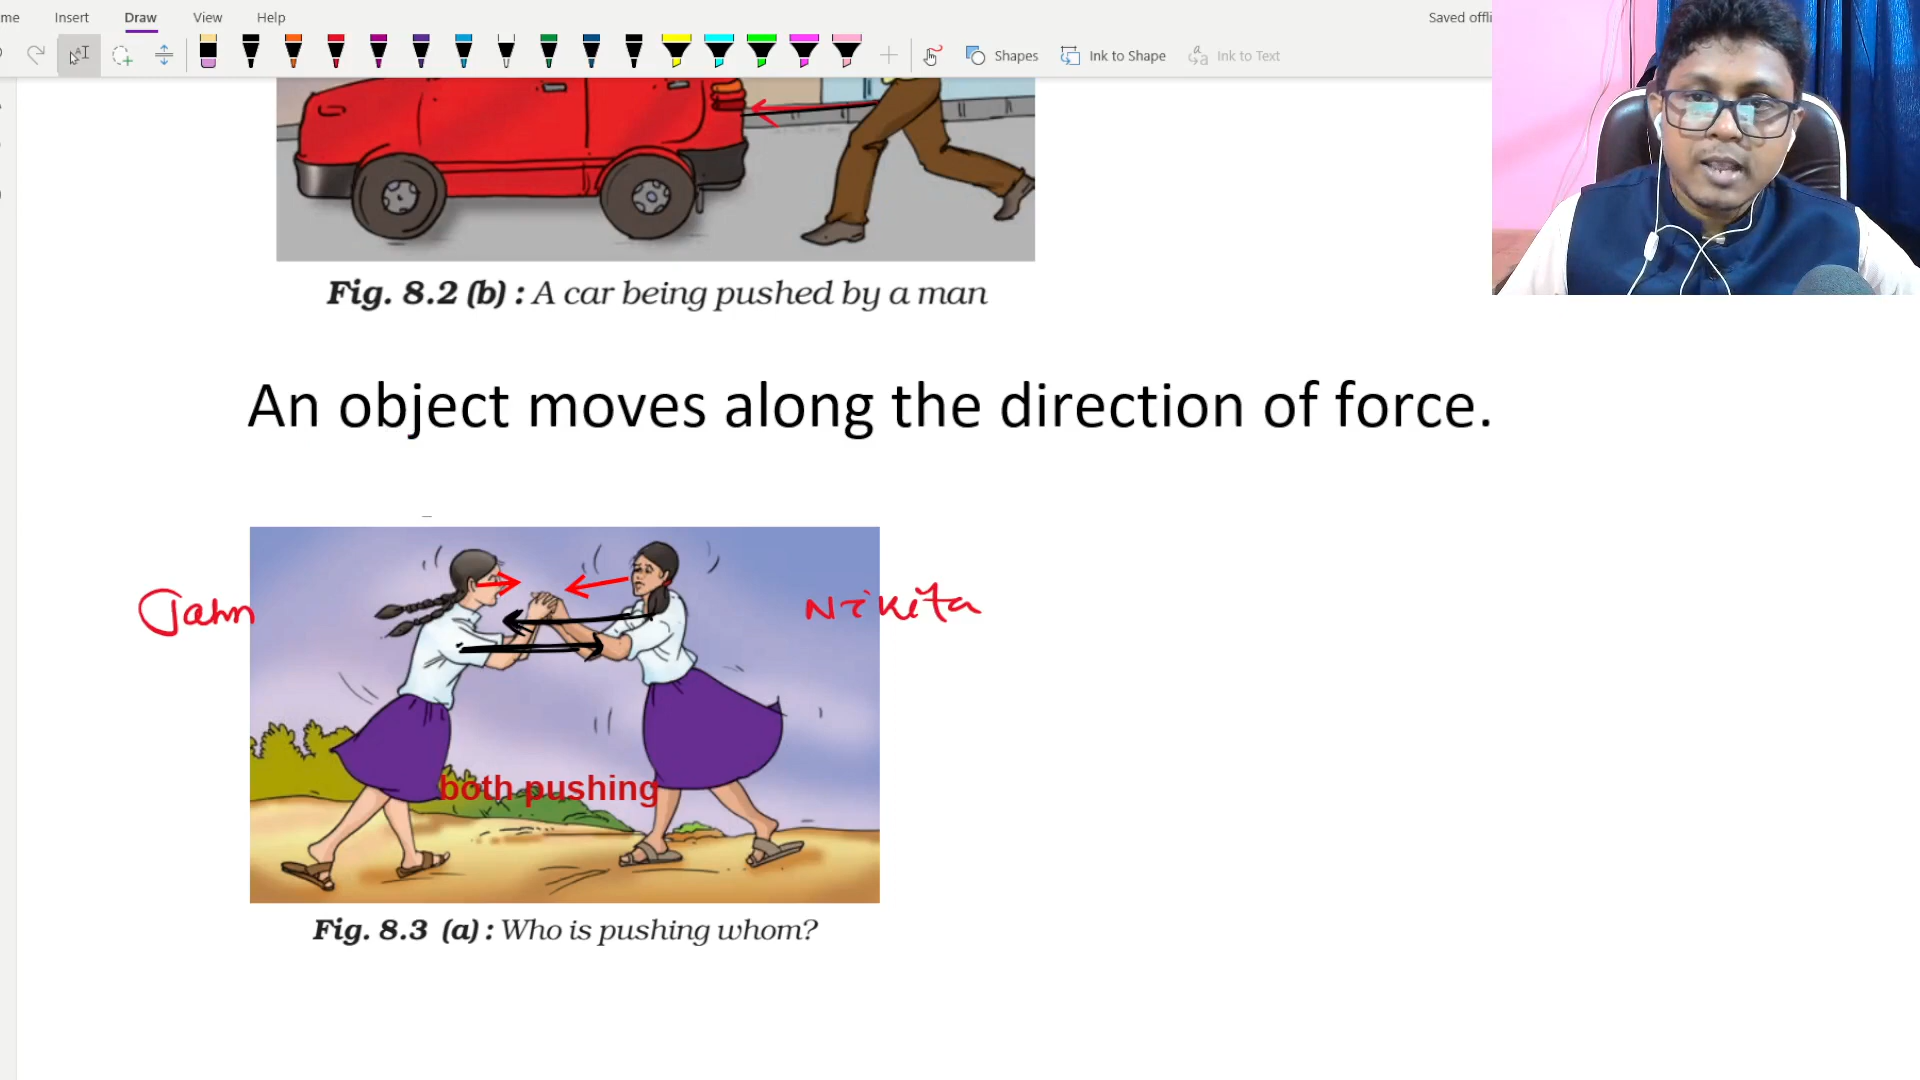 me Insert Draw View Help Saved offli
Shapes Ink to Shape Ink to Text
Fig. 8.2 (b) : A car being pushed by a man
An object moves along the direction of force.
Jahn
Nikita
both pushing
Fig. 8.3 (a) : Who is pushing whom?